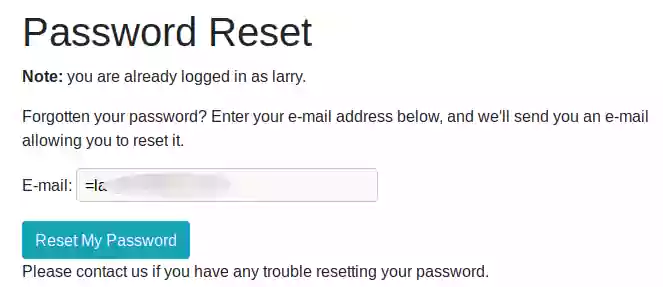 Password Reset
Note: you are already logged in as larry.
Forgotten your password? Enter your e-mail address below, and we'll send you an e-mail
allowing you to reset it.
E-mail: =la
Reset My Password
Please contact us if you have any trouble resetting your password.